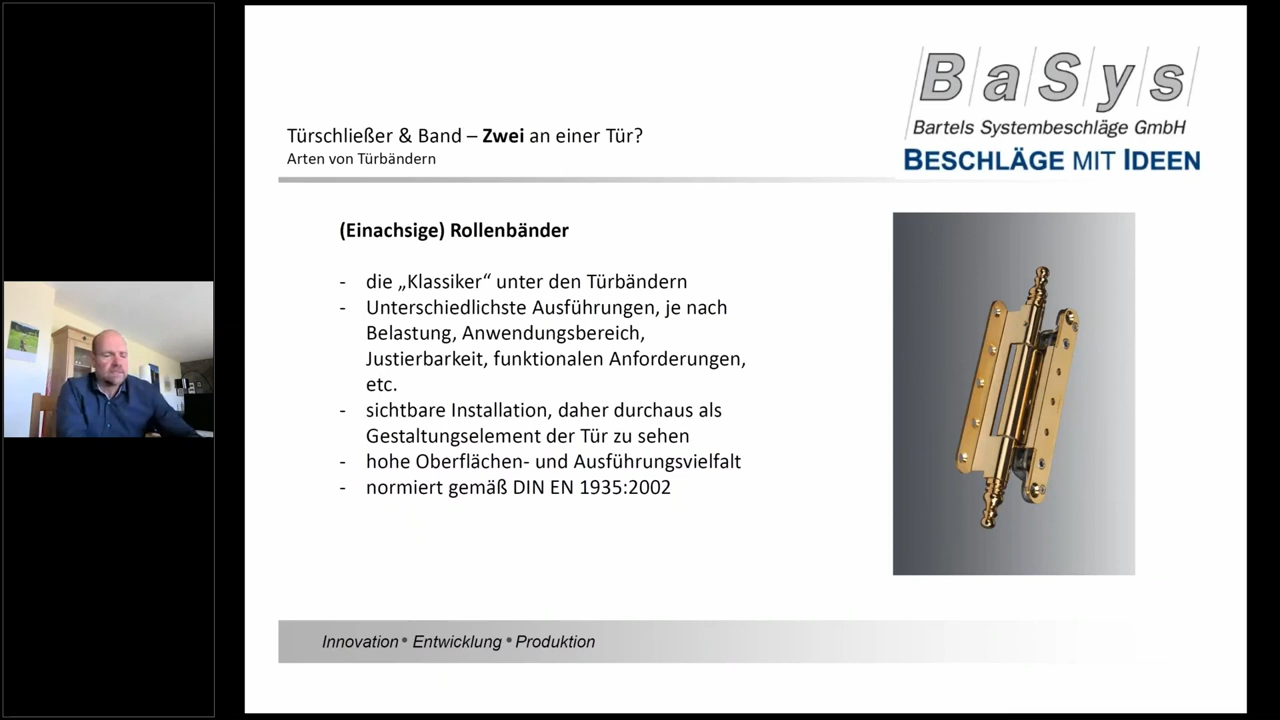 BaSys
Bartels Systembeschläge GmbH
BESCHLÄGE MIT IDEEN
Türschließer & Band – Zwei an einer Tür?
Arten von Türbändern
(Einachsige) Rollenbänder
- die „Klassiker“ unter den Türbändern
- Unterschiedlichste Ausführungen, je nach
Belastung, Anwendungsbereich,
Justierbarkeit, funktionalen Anforderungen,
etc.
- sichtbare Installation, daher durchaus als
Gestaltungselement der Tür zu sehen
- hohe Oberflächen- und Ausführungsvielfalt
- normiert gemäß DIN EN 1935:2002
Innovation • Entwicklung • Produktion